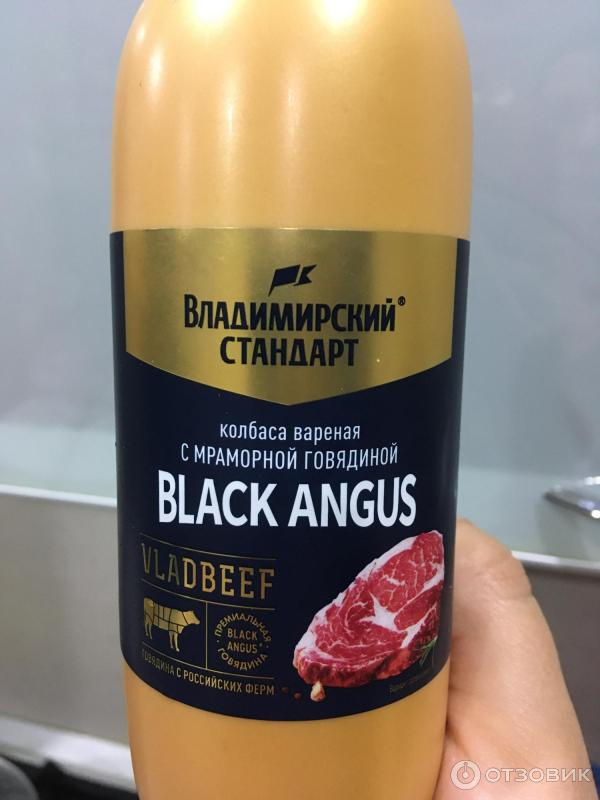 ВЛАДИМИРСКИЙ®
СТАНДАРТ
колбаса вареная
С МРАМОРНОЙ ГОВЯДИНОЙ
BLACK ANGUS
VLADBEEF
ПРЕМИАЛЬНАЯ
BLACK
ANGUS
ГОВЯДИНА
ГОВЯДИНА С РОССИЙСКИХ ФЕРМ
ОТЗОВИК